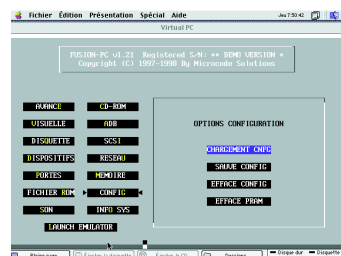 Fichier Édition Présentation Spécial Aide
Jeu 7:50:42
Virtual PC
FUSION-PC v1.21 Registered S/N: ** DEMO VERSION *
Copyright (C) 1997-1998 By Microcode Solutions
AVANCE
CD-ROM
VISUELLE
ADB
DISQUETTE
SCSI
DISPOSITIFS
RESEAU
PORTES
MEMOIRE
FICHIER ROM
CONFIG
SON
INFO SYS
LAUNCH EMULATOR
OPTIONS CONFIGURATION
CHARGEMENT CNFG
SAUVE CONFIG
EFFACE CONFIG
EFFACE PRAM
Disque dur
Disquette